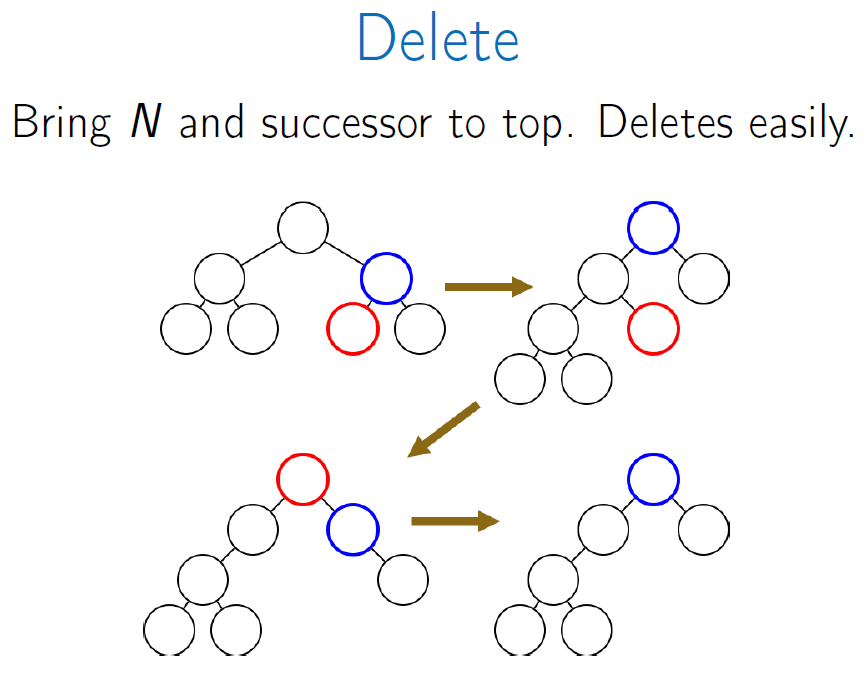 Delete
Bring N and successor to top. Deletes easily.